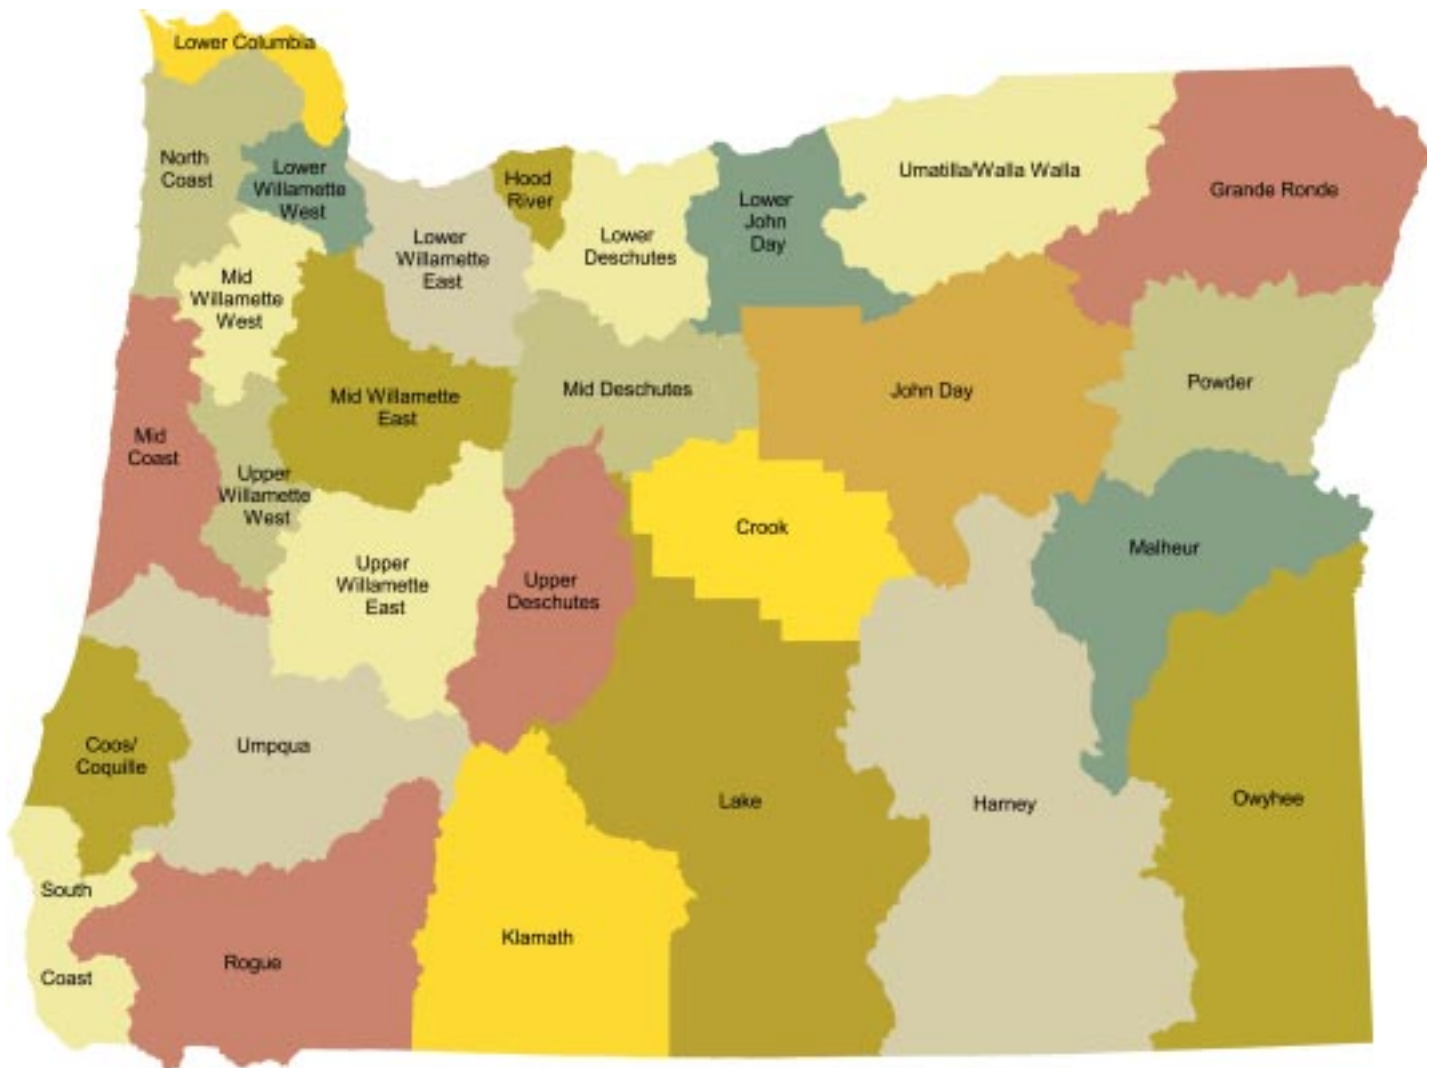 Lower Columbia
North
Coast
Lower
Willamette
West
Hood
River
Lower
Willamette
East
Lower
Deschutes
Lower
John
Day
Umatilla/Walla Walla
Grande Ronde
Mid
Willamette
West
Mid Willamette
East
Mid Deschutes
John Day
Powder
Mid
Coast
Upper
Willamette
West
Upper
Willamette
East
Upper
Deschutes
Crook
Malheur
Coos/
Coquille
Umpqua
Lake
Harney
Owyhee
South
Coast
Rogue
Klamath